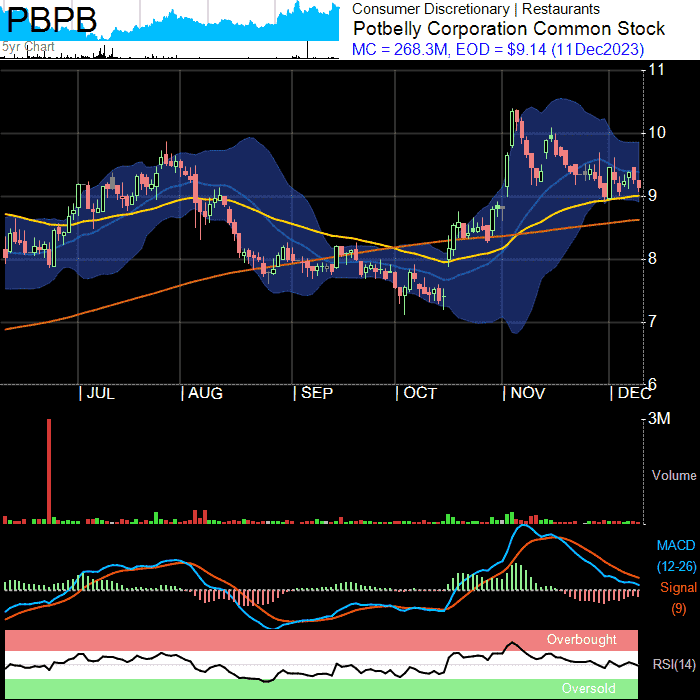 PBPB
5yr Chart
Consumer Discretionary | Restaurants
Potbelly Corporation Common Stock
MC = 268.3M, EOD = $9.14 (11Dec2023)
11
10
9
8
7
6
JUL
AUG
SEP
OCT
NOV
DEC
3M
Volume
MACD
(12-26)
Signal
(9)
Overbought
RSI(14)
Oversold